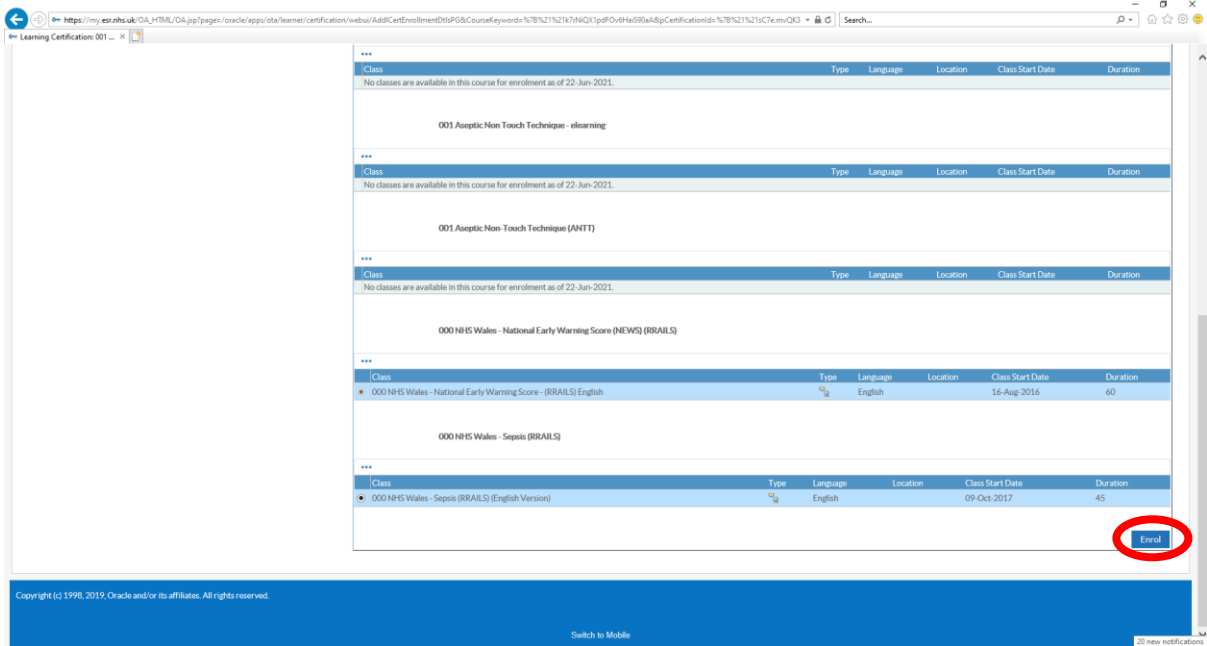 https://my.esr.nhs.uk/OA_HTML/OA.jsp?page=/oracle/apps/ota/learner/certification/webui/AddlCertEnrollmentDtlsPG&CourseKeyword=%7B%21%21k7rNiQX1pdFOv6HaiS90aA&pCertificationId=%7B%21%21sC7e.mvQK3 Search...
Learning Certification: 001 ...
Class Type Language Location Class Start Date Duration
No classes are available in this course for enrolment as of 22-Jun-2021.
001 Aseptic Non Touch Technique - elearning
Class Type Language Location Class Start Date Duration
No classes are available in this course for enrolment as of 22-Jun-2021.
001 Aseptic Non-Touch Technique (ANTT)
Class Type Language Location Class Start Date Duration
No classes are available in this course for enrolment as of 22-Jun-2021.
000 NHS Wales - National Early Warning Score (NEWS) (RRAILS)
Class Type Language Location Class Start Date Duration
000 NHS Wales - National Early Warning Score - (RRAILS) English English 16-Aug-2016 60
000 NHS Wales - Sepsis (RRAILS)
Class Type Language Location Class Start Date Duration
000 NHS Wales - Sepsis (RRAILS) (English Version) English 09-Oct-2017 45
Enrol
Copyright (c) 1998, 2019, Oracle and/or its affiliates. All rights reserved.
Switch to Mobile
20 new notifications